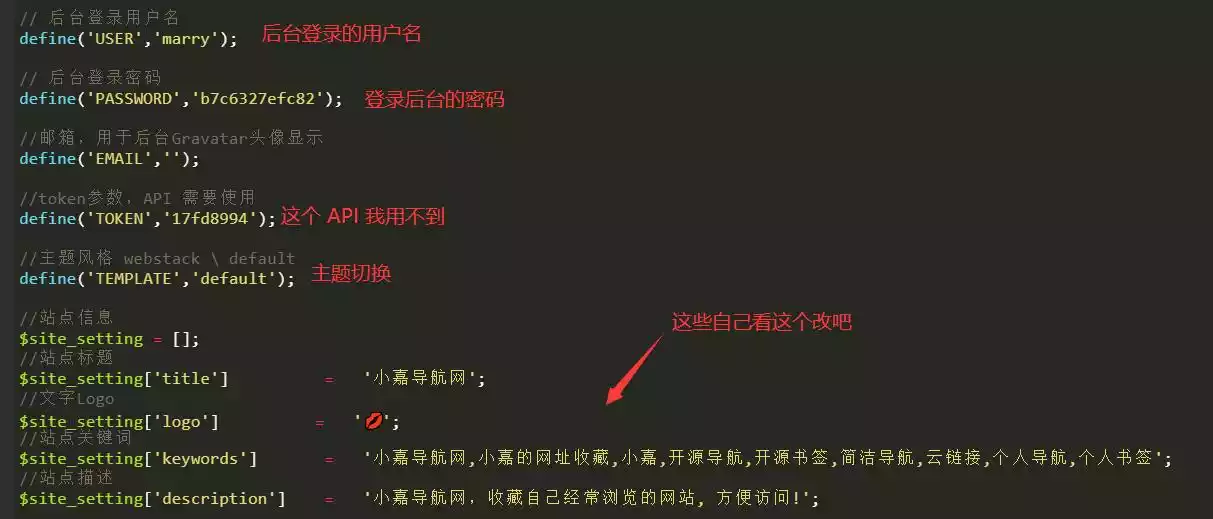 // 后台登录用户名
define('USER','marry'); 后台登录的用户名
// 后台登录密码
define('PASSWORD','b7c6327efc82'); 登录后台的密码
//邮箱，用于后台Gravatar头像显示
define('EMAIL','');
//token参数，API 需要使用
define('TOKEN','17fd8994'); 这个 API 我用不到
//主题风格 webstack \ default
define('TEMPLATE','default'); 主题切换
//站点信息
这些自己看这个改吧
$site_setting = [];
//站点标题
$site_setting['title'] = '小嘉导航网';
//文字Logo
$site_setting['logo'] = '💋';
//站点关键词
$site_setting['keywords'] = '小嘉导航网,小嘉的网址收藏,小嘉,开源导航,开源书签,简洁导航,云链接,个人导航,个人书签';
//站点描述
$site_setting['description'] = '小嘉导航网，收藏自己经常浏览的网站, 方便访问!';